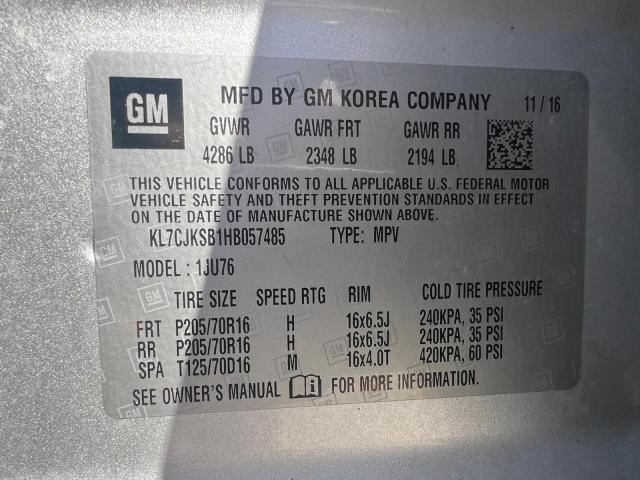 GM MFD BY GM KOREA COMPANY 11 / 16
GVWR GAWR FRT GAWR RR
4286 LB 2348 LB 2194 LB
THIS VEHICLE CONFORMS TO ALL APPLICABLE U.S. FEDERAL MOTOR
VEHICLE SAFETY AND THEFT PREVENTION STANDARDS IN EFFECT
ON THE DATE OF MANUFACTURE SHOWN ABOVE.
KL7CJKSB1HB057485 TYPE: MPV
MODEL : 1JU76
TIRE SIZE SPEED RTG RIM COLD TIRE PRESSURE
FRT P205/70R16 H 16x6.5J 240KPA, 35 PSI
RR P205/70R16 H 16x6.5J 240KPA, 35 PSI
SPA T125/70D16 M 16x4.0T 420KPA, 60 PSI
SEE OWNER'S MANUAL FOR MORE INFORMATION.